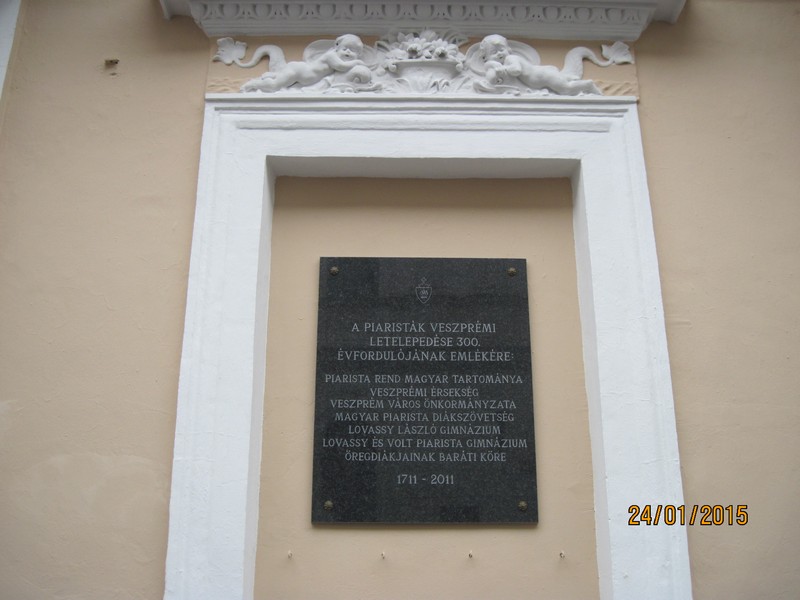 A PIARISTÁK VESZPRÉMI
LETELEPEDÉSE 300.
ÉVFORDULÓJÁNAK EMLÉKÉRE:
PIARISTA REND MAGYAR TARTOMÁNYA
VESZPRÉMI ÉRSEKSÉG
VESZPRÉM VÁROS ÖNKORMÁNYZATA
MAGYAR PIARISTA DIÁKSZÖVETSÉG
LOVASSY LÁSZLÓ GIMNÁZIUM
LOVASSY ÉS VOLT PIARISTA GIMNÁZIUM
ÖREGDIÁKJAINAK BARÁTI KÖRE
1711 - 2011
24/01/2015